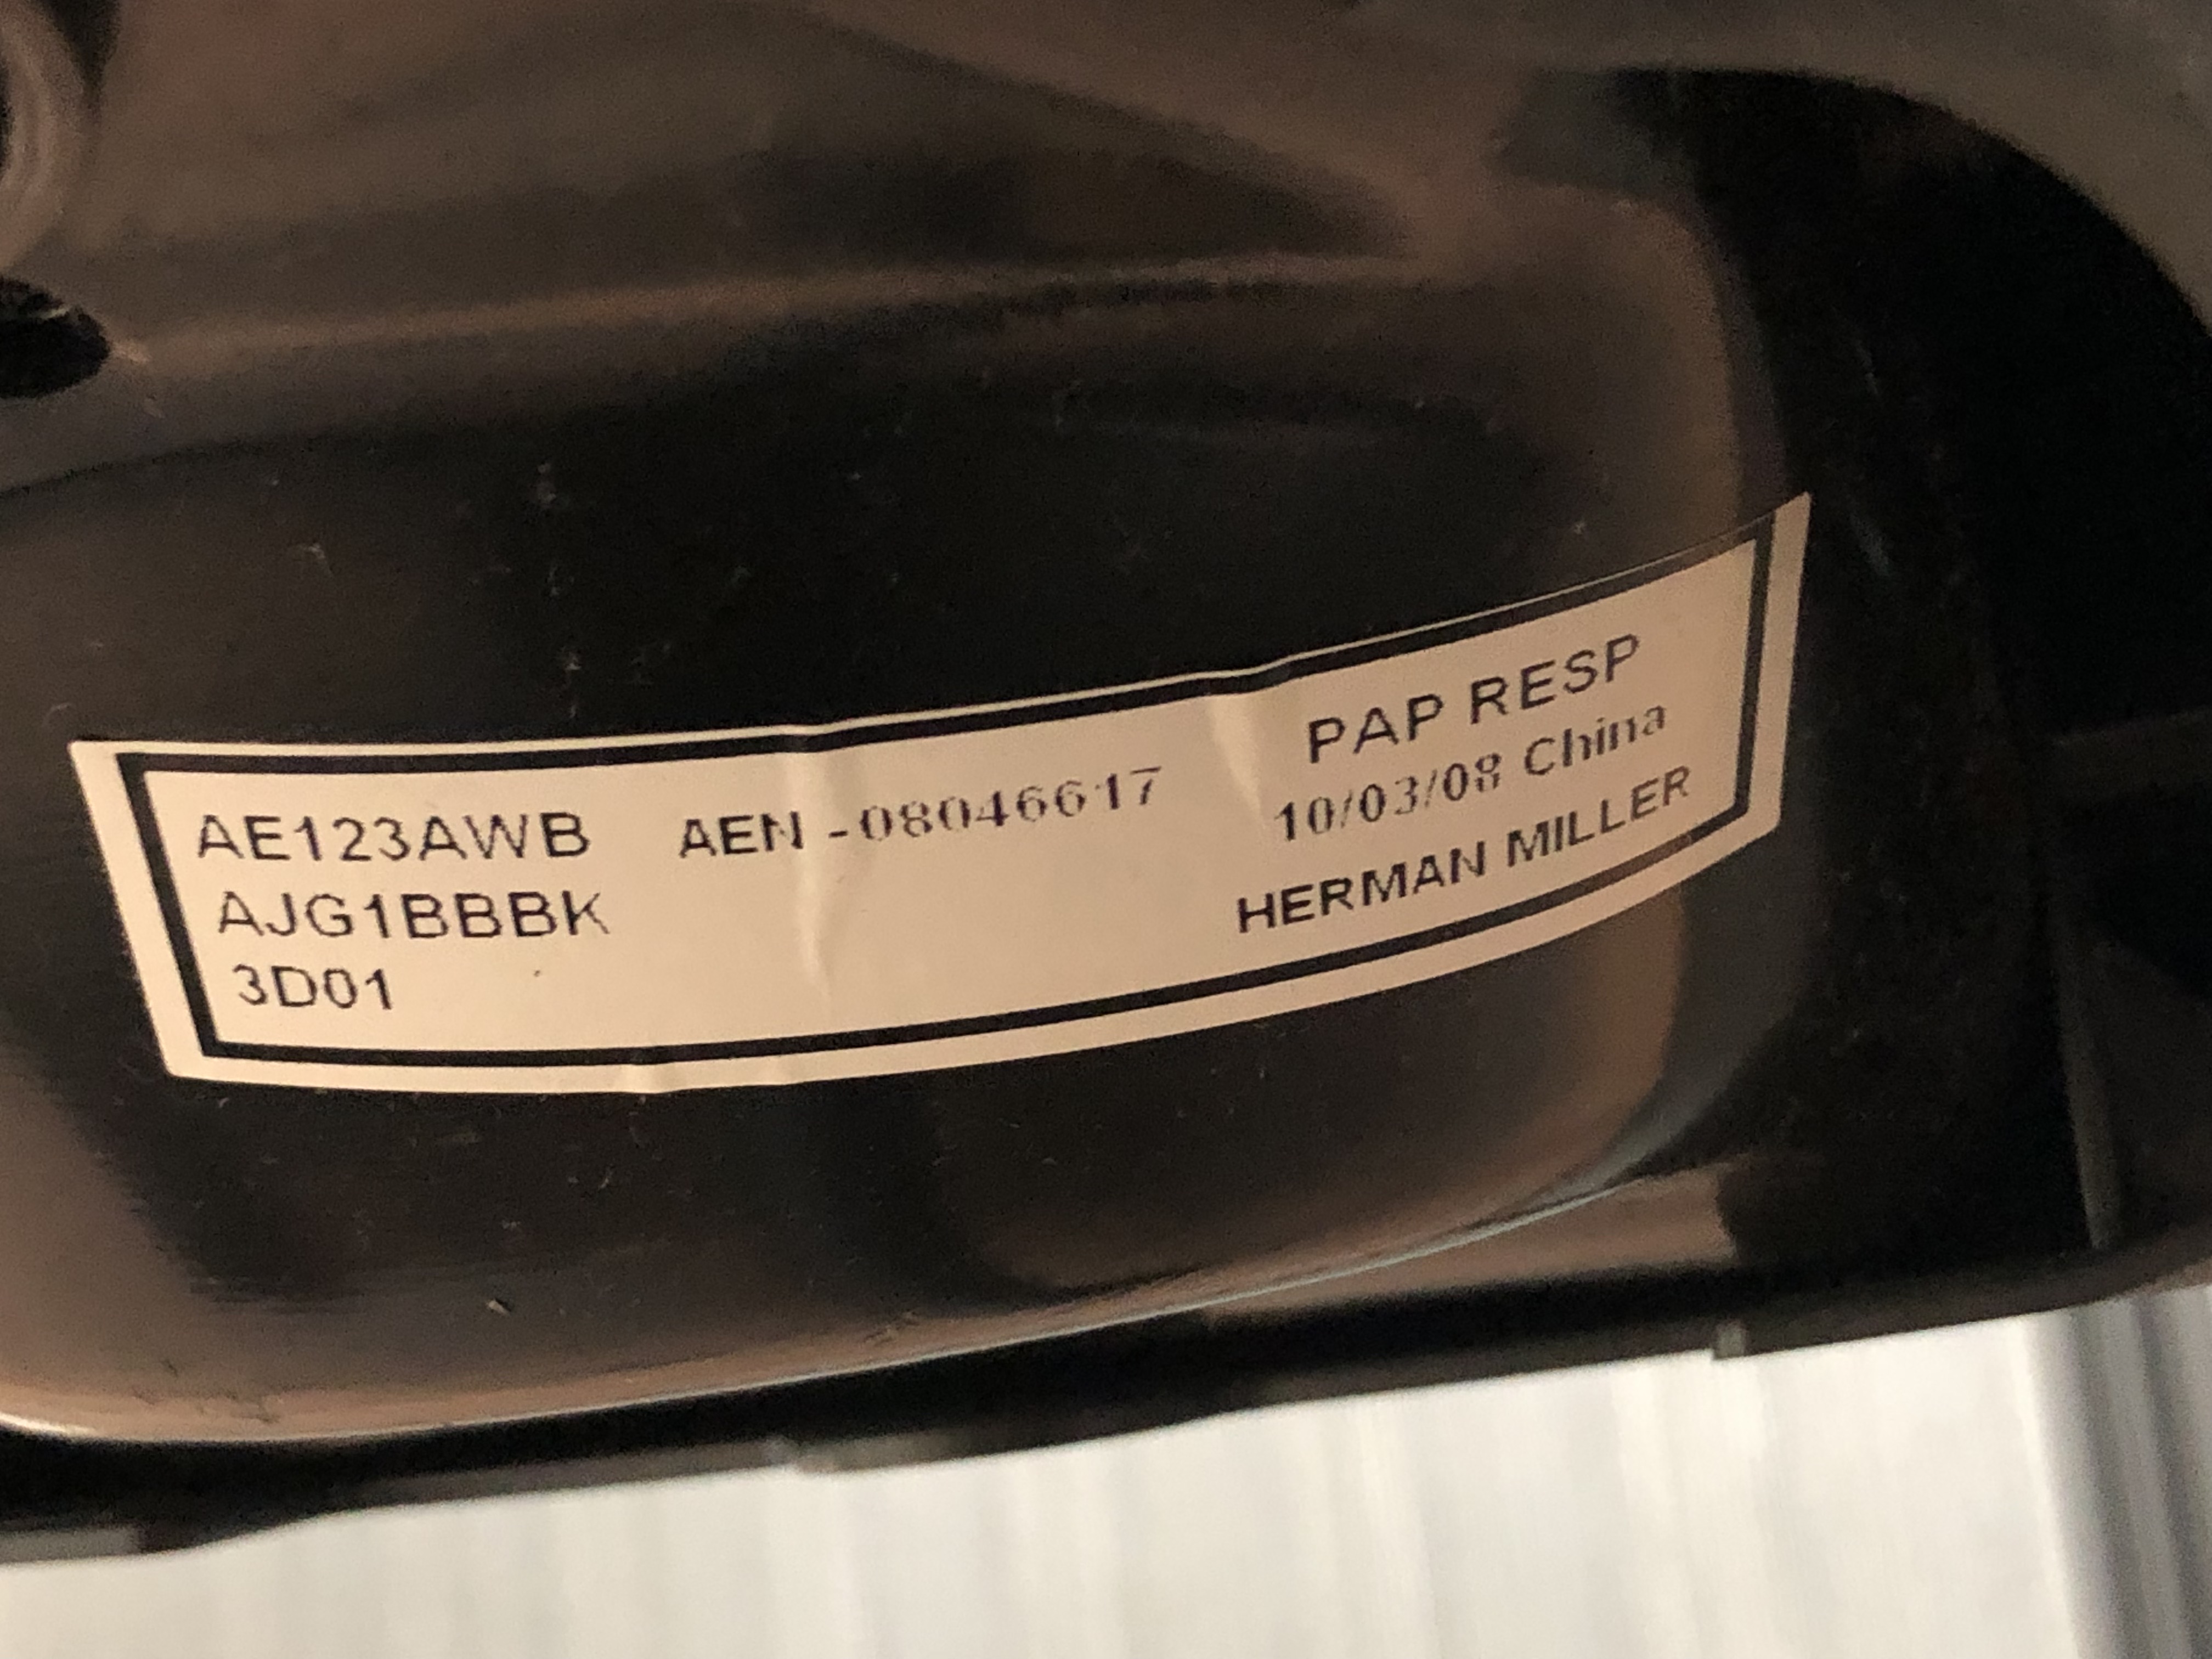 AE123AWB AEN-08046617
AJG1BBBK
3D01
PAP RESP
10/03/08 China
HERMAN MILLER